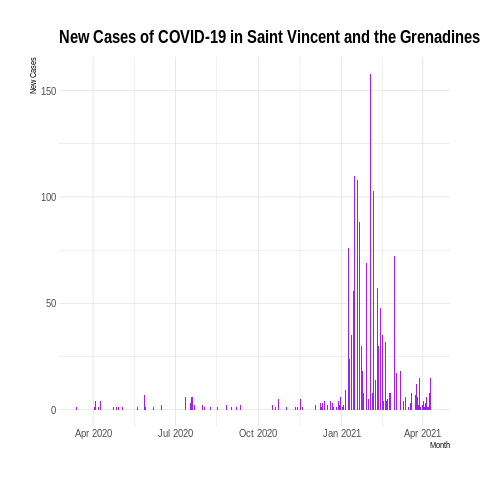 New Cases of COVID-19 in Saint Vincent and the Grenadines
New Cases
150
100
50
0
Apr 2020 Jul 2020 Oct 2020 Jan 2021 Apr 2021
Month